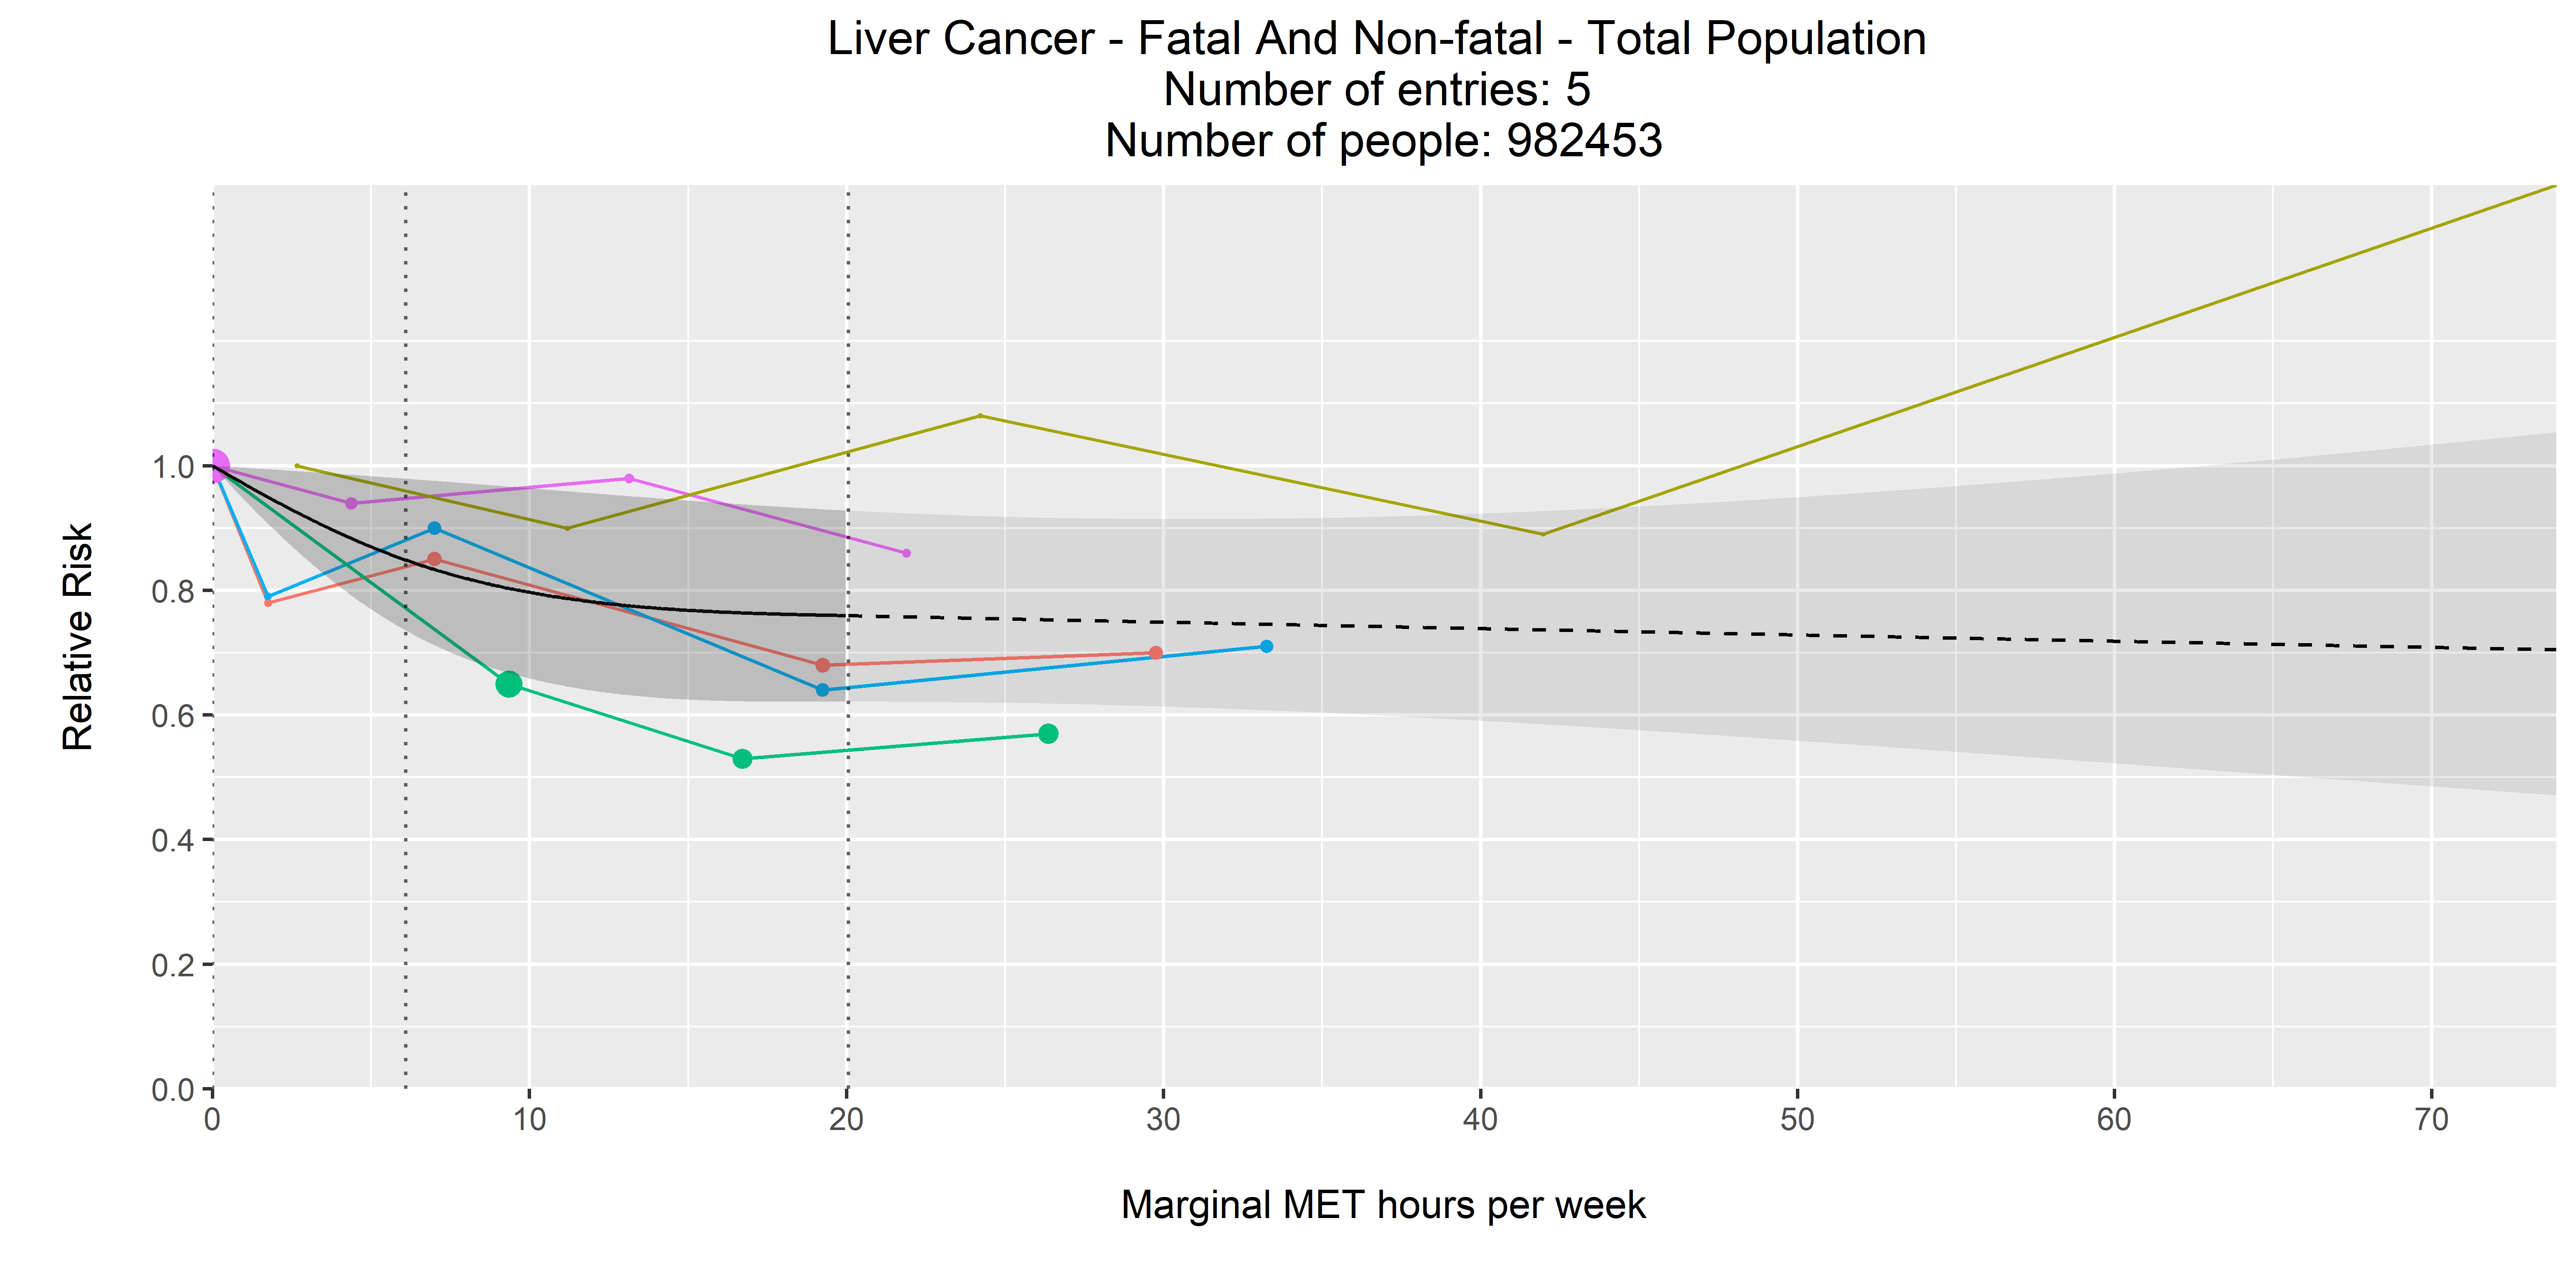 Liver Cancer - Fatal And Non-fatal - Total Population
Number of entries: 5
Number of people: 982453
Relative Risk
1.0
0.8
0.6
0.4
0.2
0.0
0 10 20 30 40 50 60 70
Marginal MET hours per week